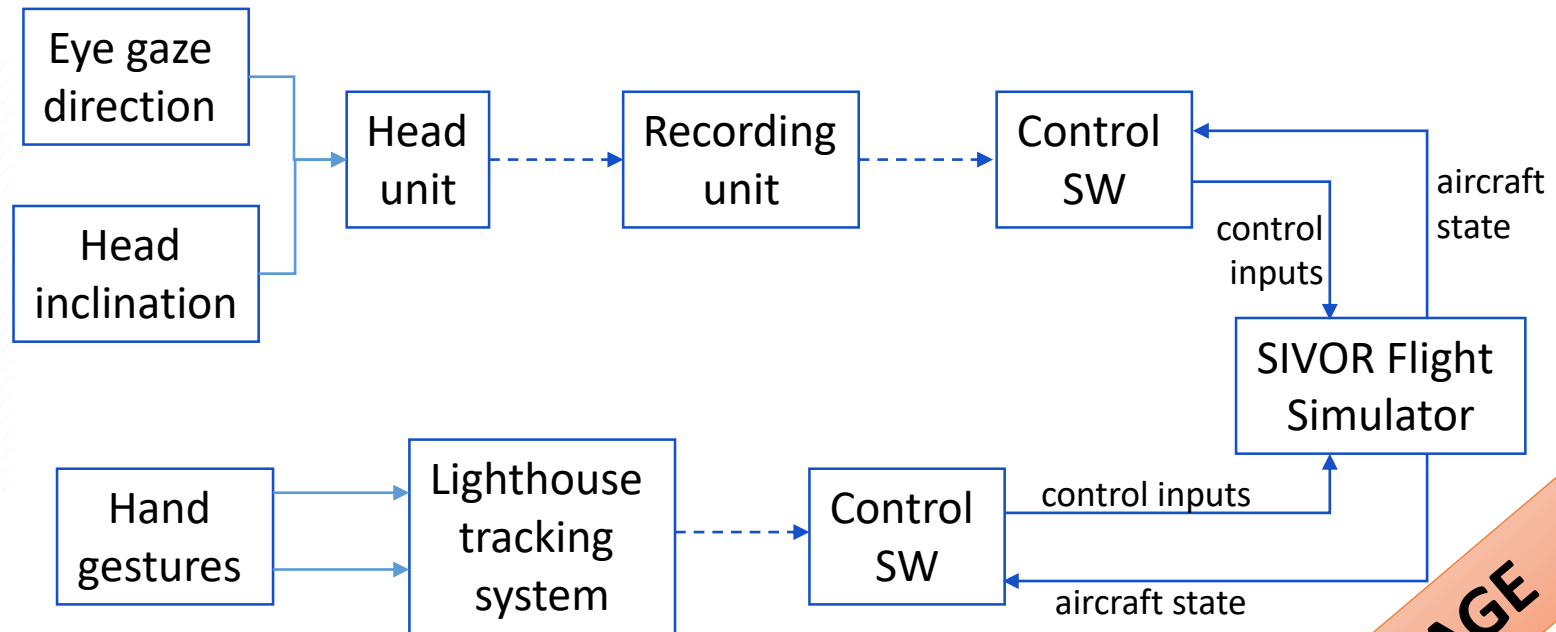 Eye gaze
direction
Head
inclination
Head
unit
Recording
unit
Control
SW
control
inputs
aircraft
state
SIVOR Flight
Simulator
Hand
gestures
Lighthouse
tracking
system
Control
SW
control inputs
aircraft state
AGE